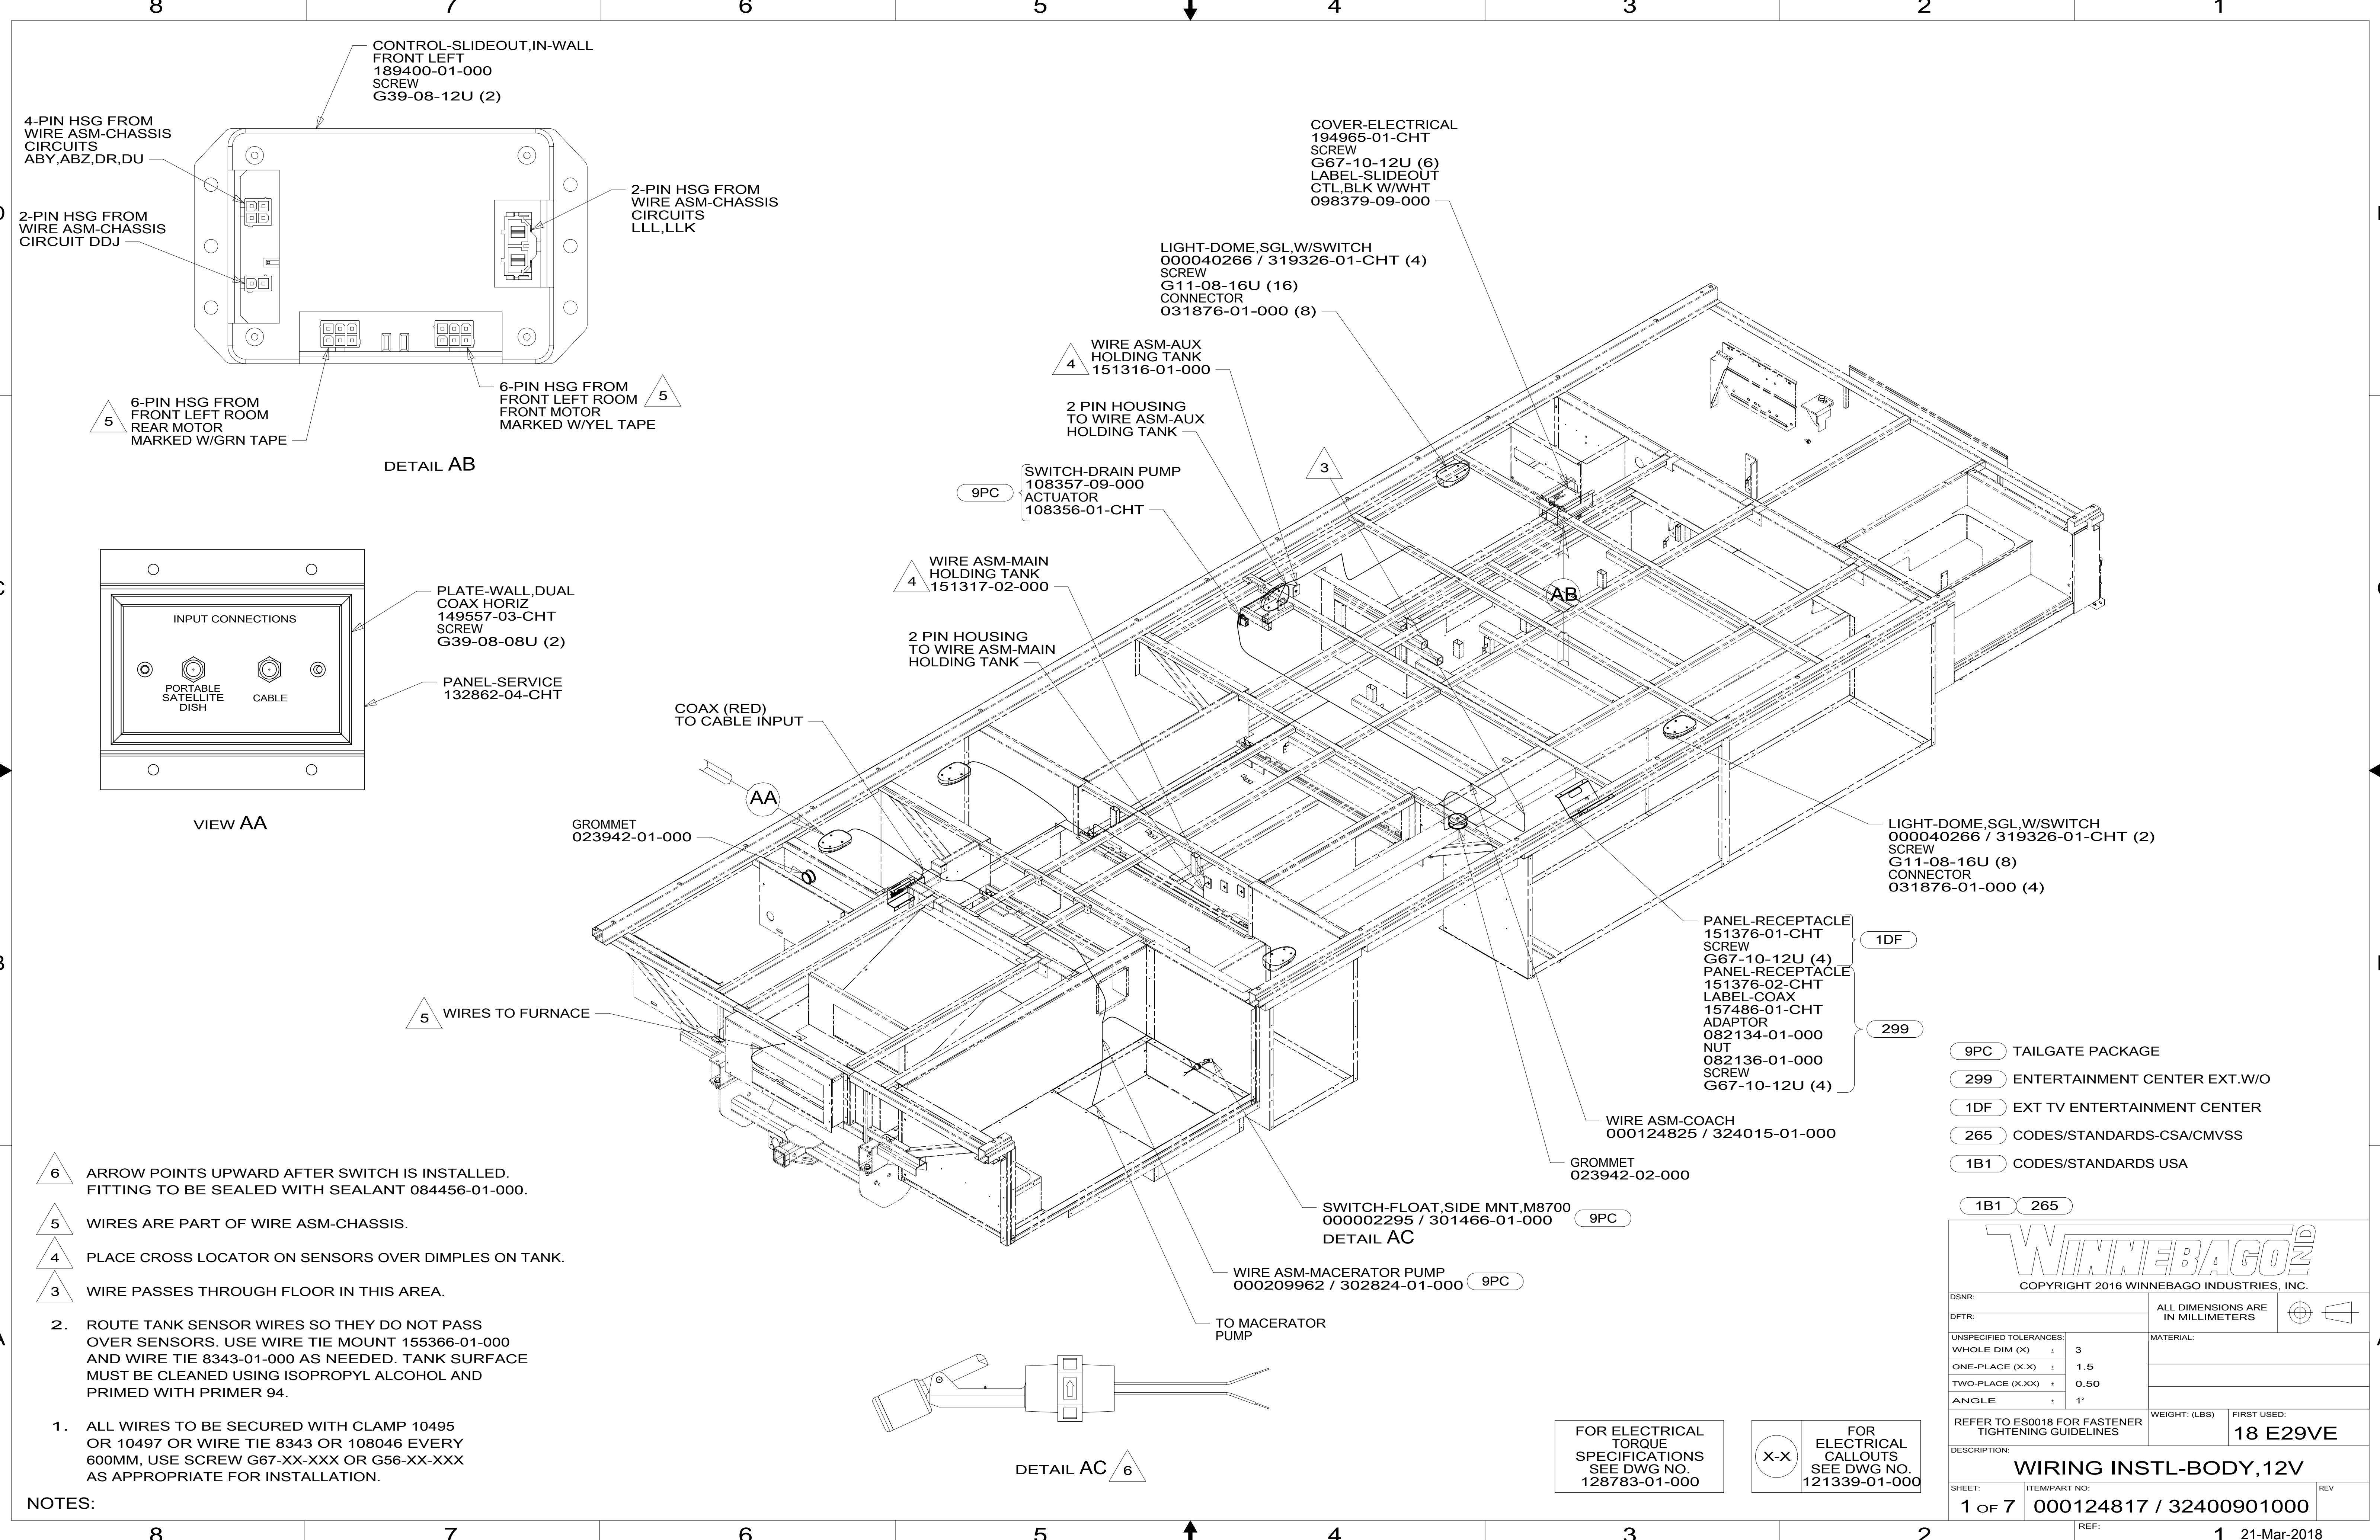 8 7 6 5 4 3 2 1
CONTROL-SLIDEOUT,IN-WALL
FRONT LEFT
189400-01-000
SCREW
G39-08-12U (2)
4-PIN HSG FROM
WIRE ASM-CHASSIS
CIRCUITS
ABY,ABZ,DR,DU
2-PIN HSG FROM
WIRE ASM-CHASSIS
CIRCUIT DDJ
2-PIN HSG FROM
WIRE ASM-CHASSIS
CIRCUITS
LLL,LLK
5
6-PIN HSG FROM
FRONT LEFT ROOM
REAR MOTOR
MARKED W/GRN TAPE
6-PIN HSG FROM
FRONT LEFT ROOM
FRONT MOTOR
MARKED W/YEL TAPE
5
DETAIL AB
COVER-ELECTRICAL
194965-01-CHT
SCREW
G67-10-12U (6)
LABEL-SLIDEOUT
CTL,BLK W/WHT
098379-09-000
LIGHT-DOME,SGL,W/SWITCH
000040266 / 319326-01-CHT (4)
SCREW
G11-08-16U (16)
CONNECTOR
031876-01-000 (8)
4
WIRE ASM-AUX
HOLDING TANK
151316-01-000
2 PIN HOUSING
TO WIRE ASM-AUX
HOLDING TANK
3
9PC
SWITCH-DRAIN PUMP
108357-09-000
ACTUATOR
108356-01-CHT
4
WIRE ASM-MAIN
HOLDING TANK
151317-02-000
2 PIN HOUSING
TO WIRE ASM-MAIN
HOLDING TANK
AB
INPUT CONNECTIONS
PORTABLE
SATELLITE
DISH
CABLE
PLATE-WALL,DUAL
COAX HORIZ
149557-03-CHT
SCREW
G39-08-08U (2)
PANEL-SERVICE
132862-04-CHT
VIEW AA
COAX (RED)
TO CABLE INPUT
AA
GROMMET
023942-01-000
5
WIRES TO FURNACE
LIGHT-DOME,SGL,W/SWITCH
000040266 / 319326-01-CHT (2)
SCREW
G11-08-16U (8)
CONNECTOR
031876-01-000 (4)
PANEL-RECEPTACLE
151376-01-CHT
SCREW
G67-10-12U (4)
1DF
PANEL-RECEPTACLE
151376-02-CHT
LABEL-COAX
157486-01-CHT
ADAPTOR
082134-01-000
NUT
082136-01-000
SCREW
G67-10-12U (4)
299
WIRE ASM-COACH
000124825 / 324015-01-000
GROMMET
023942-02-000
SWITCH-FLOAT,SIDE MNT,M8700
000002295 / 301466-01-000
9PC
DETAIL AC
WIRE ASM-MACERATOR PUMP
000209962 / 302824-01-000
9PC
TO MACERATOR
PUMP
DETAIL AC
6
9PC TAILGATE PACKAGE
299 ENTERTAINMENT CENTER EXT.W/O
1DF EXT TV ENTERTAINMENT CENTER
265 CODES/STANDARDS-CSA/CMVSS
1B1 CODES/STANDARDS USA
1B1 265
6 ARROW POINTS UPWARD AFTER SWITCH IS INSTALLED.
FITTING TO BE SEALED WITH SEALANT 084456-01-000.
5 WIRES ARE PART OF WIRE ASM-CHASSIS.
4 PLACE CROSS LOCATOR ON SENSORS OVER DIMPLES ON TANK.
3 WIRE PASSES THROUGH FLOOR IN THIS AREA.
2. ROUTE TANK SENSOR WIRES SO THEY DO NOT PASS
OVER SENSORS. USE WIRE TIE MOUNT 155366-01-000
AND WIRE TIE 8343-01-000 AS NEEDED. TANK SURFACE
MUST BE CLEANED USING ISOPROPYL ALCOHOL AND
PRIMED WITH PRIMER 94.
1. ALL WIRES TO BE SECURED WITH CLAMP 10495
OR 10497 OR WIRE TIE 8343 OR 108046 EVERY
600MM, USE SCREW G67-XX-XXX OR G56-XX-XXX
AS APPROPRIATE FOR INSTALLATION.
NOTES:
FOR ELECTRICAL
TORQUE
SPECIFICATIONS
SEE DWG NO.
128783-01-000
X-X
FOR
ELECTRICAL
CALLOUTS
SEE DWG NO.
121339-01-000
WINNEBAGO IND
COPYRIGHT 2016 WINNEBAGO INDUSTRIES, INC.
DSNR:
DFTR:
ALL DIMENSIONS ARE
IN MILLIMETERS
UNSPECIFIED TOLERANCES:
WHOLE DIM (X) ± 3
ONE-PLACE (X.X) ± 1.5
TWO-PLACE (X.XX) ± 0.50
ANGLE ± 1°
MATERIAL:
REFER TO ES0018 FOR FASTENER
TIGHTENING GUIDELINES
WEIGHT: (LBS)
FIRST USED:
18 E29VE
DESCRIPTION:
WIRING INSTL-BODY,12V
SHEET:
1 OF 7
ITEM/PART NO:
000124817 / 32400901000
REV
REF:
8 7 6 5 4 3 2 1
21-Mar-2018